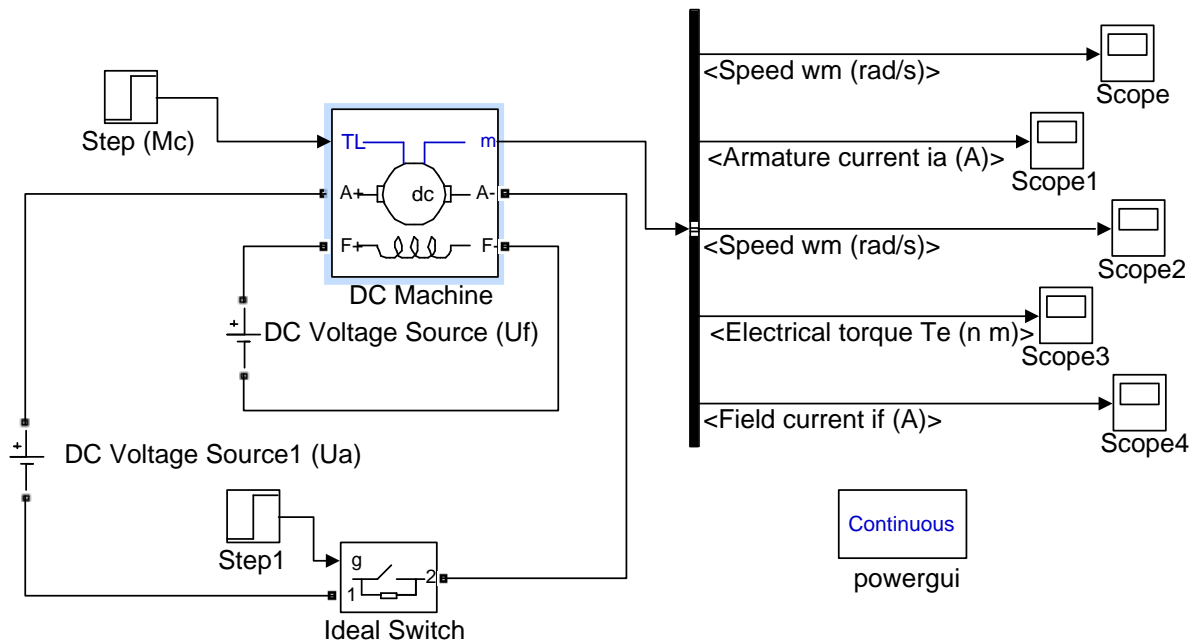 <Speed wm (rad/s)>
Scope
Step (Mc)
TL
m
<Armature current ia (A)>
Scope1
A+
dc
A-
F+
F-
<Speed wm (rad/s)>
Scope2
DC Machine
+
DC Voltage Source (Uf)
<Electrical torque Te (n m)>
Scope3
<Field current if (A)>
Scope4
+
DC Voltage Source1 (Ua)
Step1
g
1
2
Ideal Switch
Continuous
powergui